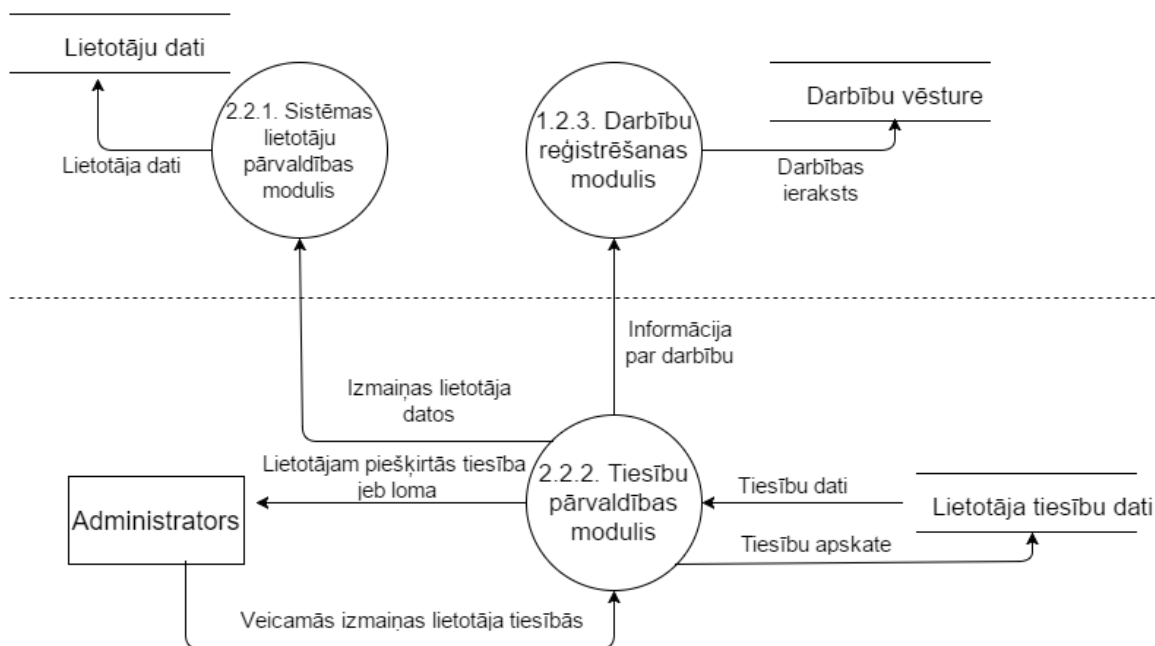 Lietotāju dati
2.2.1. Sistēmas
lietotāju
pārvaldības
modulis
Lietotāja dati
1.2.3. Darbību
reģistrēšanas
modulis
Darbību vēsture
Darbības
ieraksts
Informācija
par darbību
Izmaiņas lietotāja
datos
Lietotājam piešķirtās tiesība
jeb loma
Administrators
2.2.2. Tiesību
pārvaldības
modulis
Tiesību dati
Lietotāja tiesību dati
Tiesību apskate
Veicamās izmaiņas lietotāja tiesībās